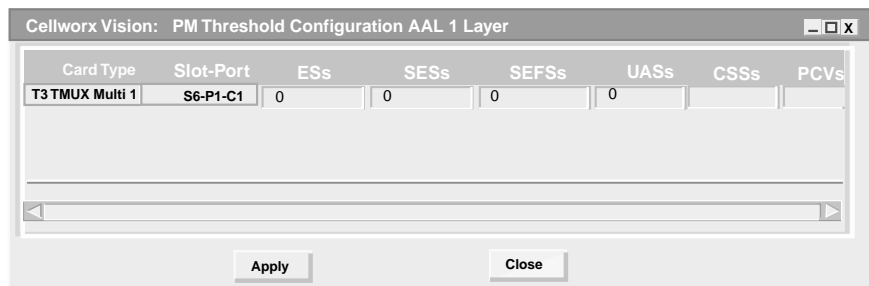 Cellworx Vision: PM Threshold Configuration AAL 1 Layer
Card Type Slot-Port ESs SESs SEFSs UASs CSSs PCVs
T3 TMUX Multi 1 S6-P1-C1 0 0 0 0
Apply Close